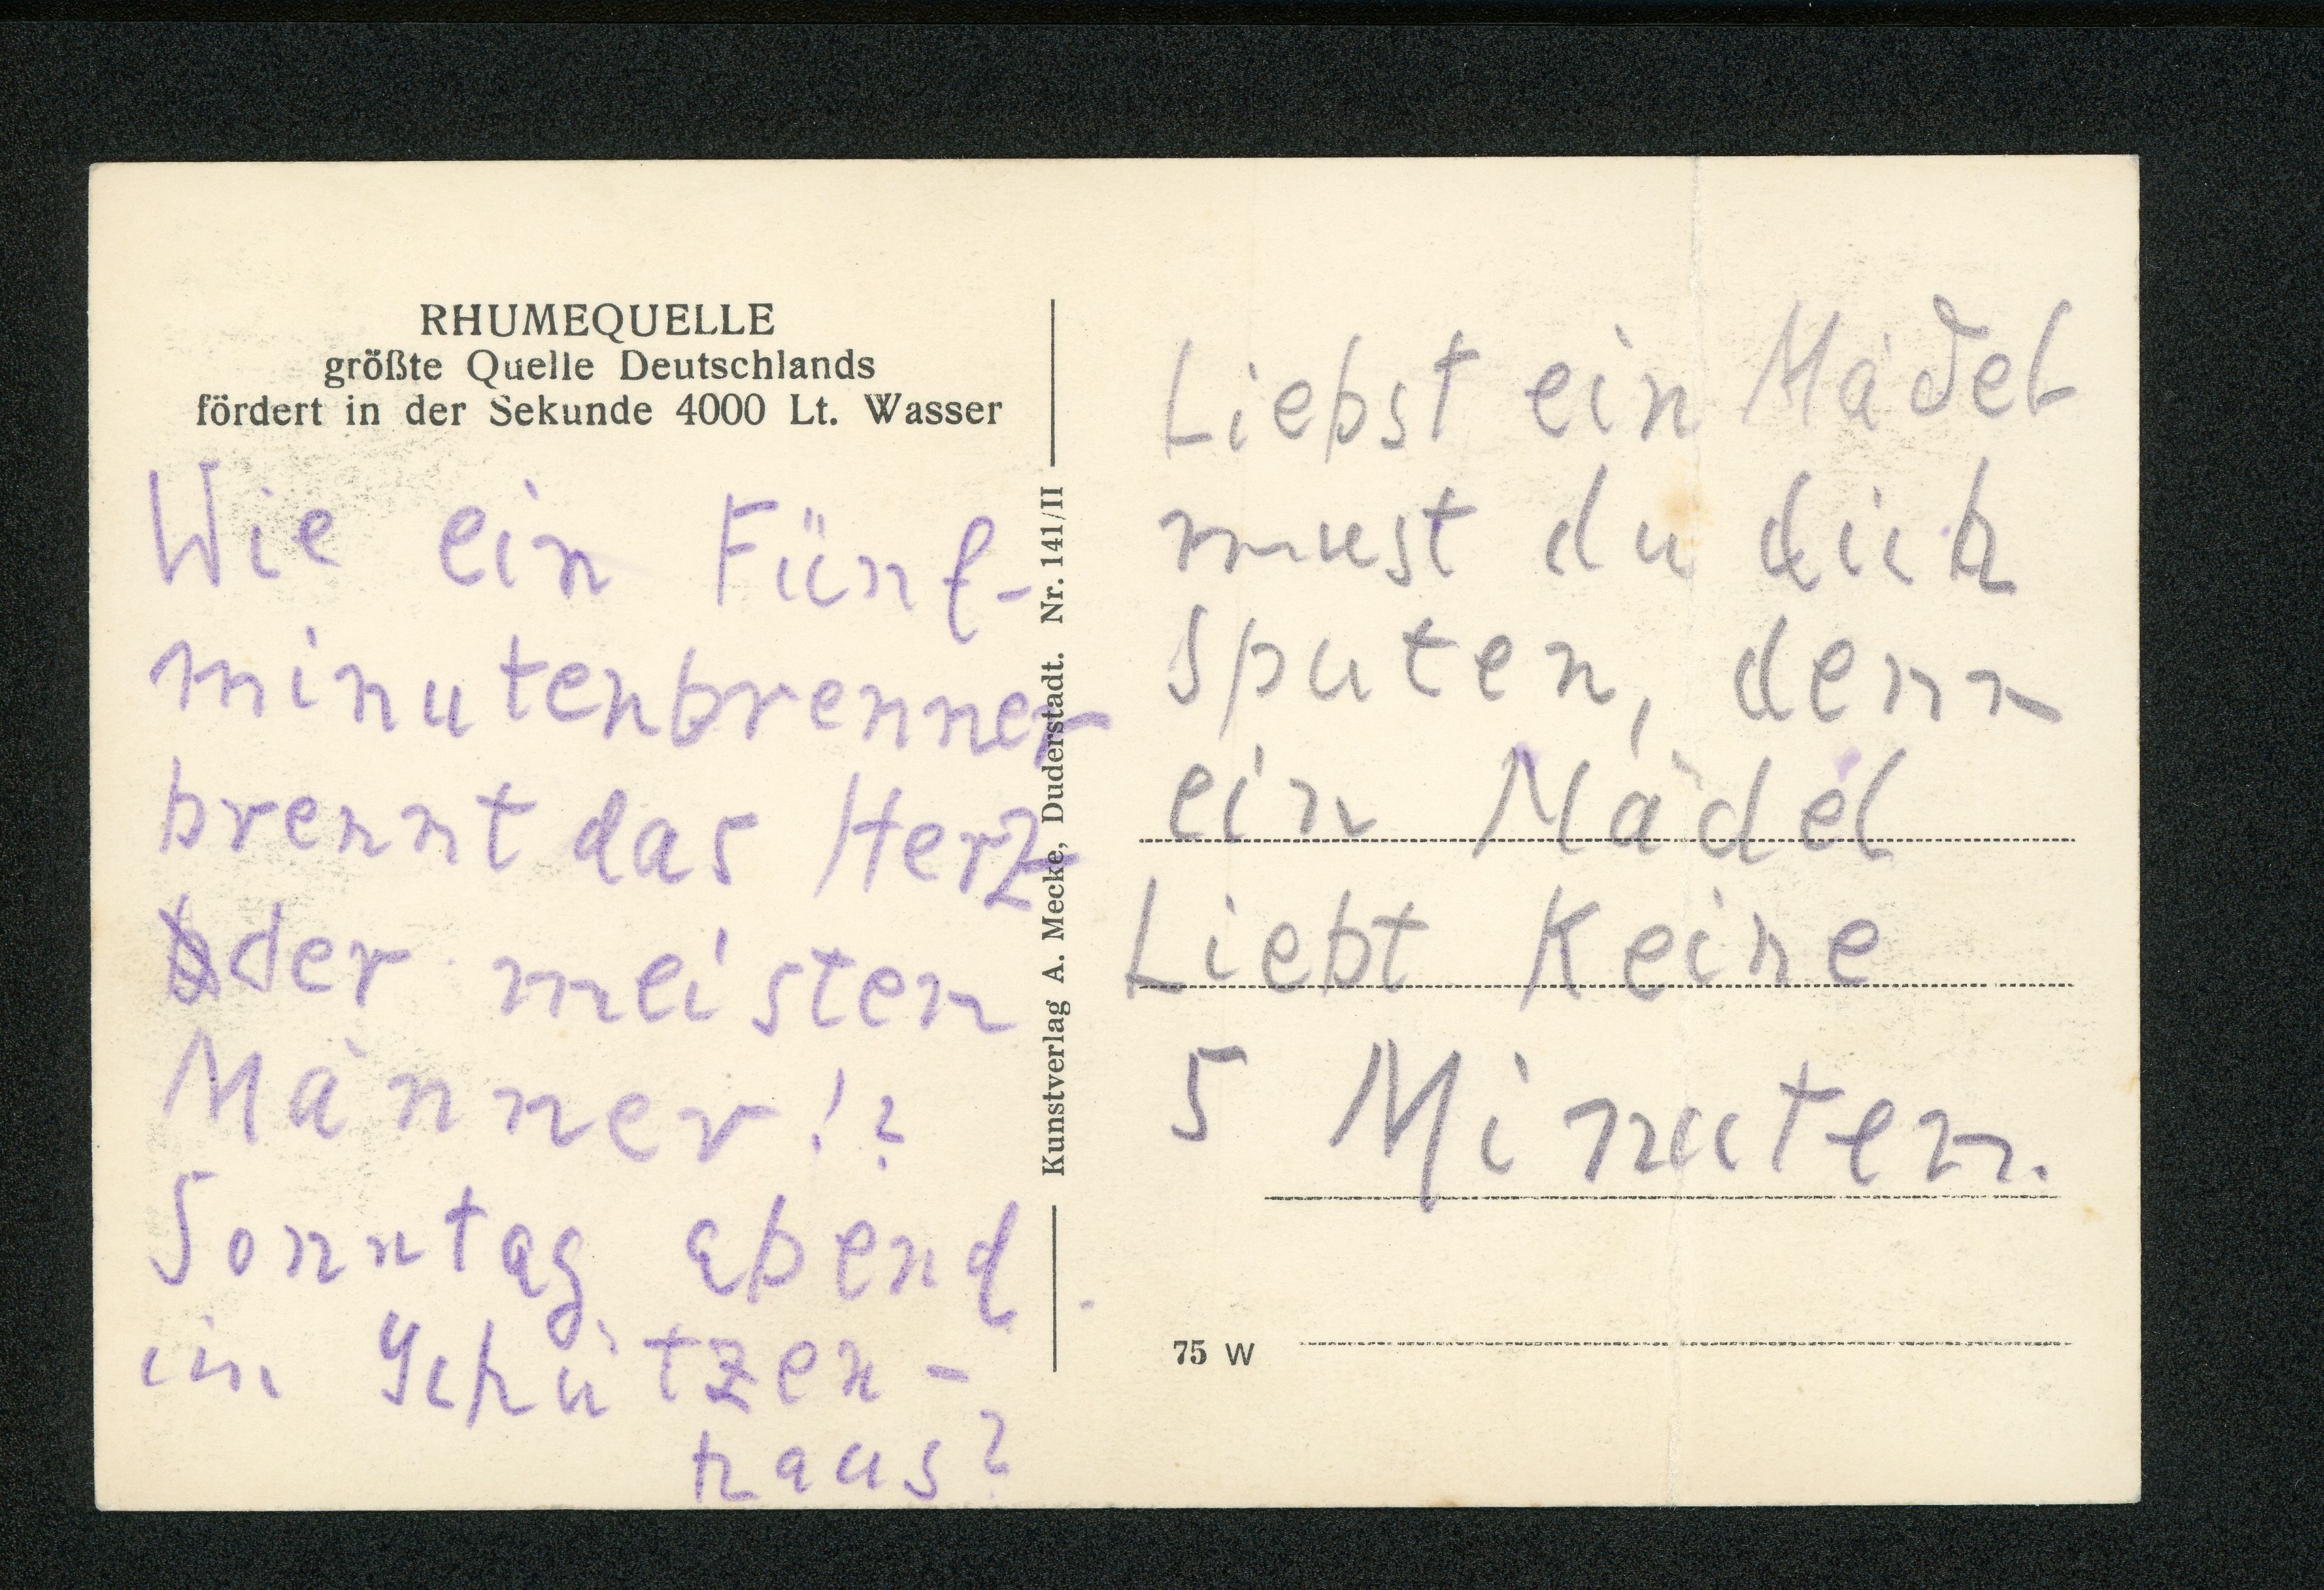 RHUMEQUELLE
größte Quelle Deutschlands
fördert in der Sekunde 4000 Lt. Wasser
Wie ein Fünf-
minutenbrenner
brennt das Herz
der meisten
Männer!?
Sonntag abend
im Schützen-
haus?
Kunstverlag A. Mecke, Duderstadt. Nr. 141/II
Liebst ein Mädel
must du dich
sputen, denn
ein Mädel
Liebt Keine
5 Minuten.
75 W